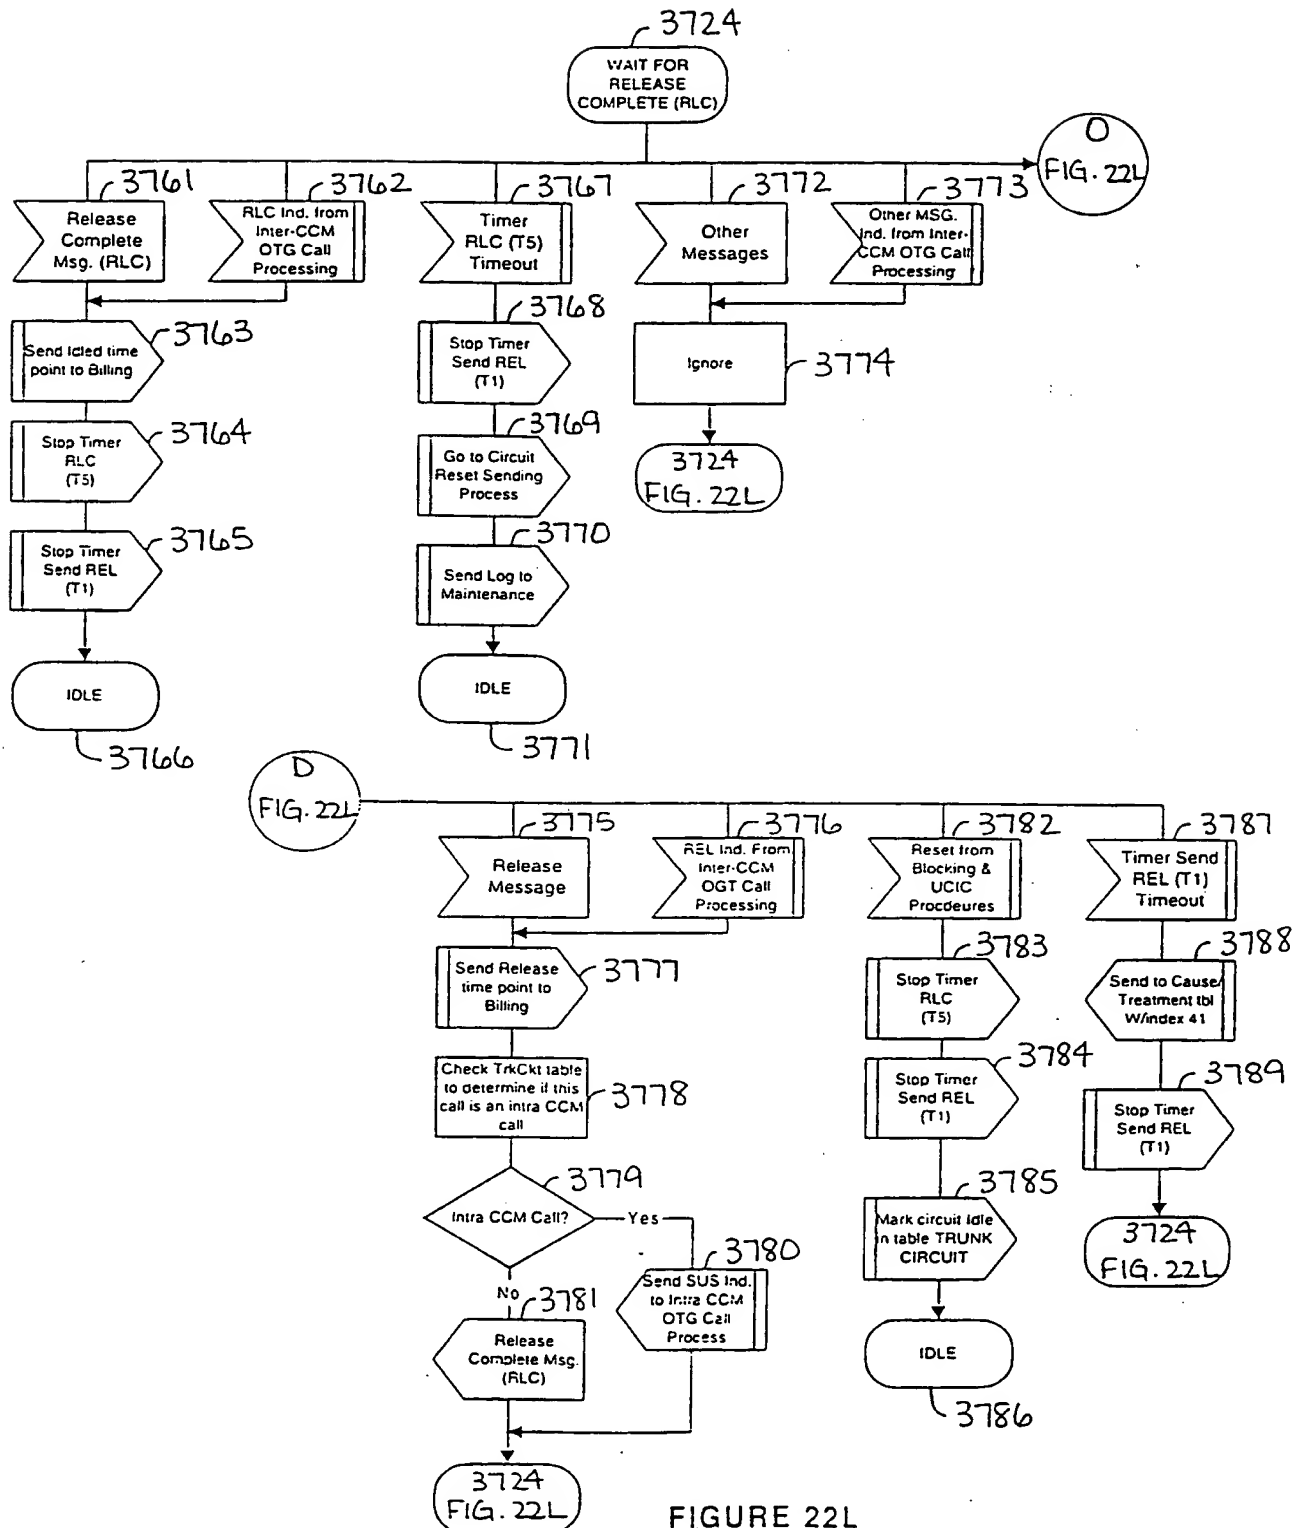 3724
WAIT FOR
RELEASE
COMPLETE (RLC)
O
FIG. 22L
3761
Release
Complete
Msg. (RLC)
3762
RLC Ind. from
Inter-CCM
OTG Call
Processing
3767
Timer
RLC (T5)
Timeout
3772
Other
Messages
3773
Other MSG.
Ind. from Inter-
CCM OTG Call
Processing
3763
Send Idled time
point to Billing
3768
Stop Timer
Send REL
(T1)
Ignore
3774
3764
Stop Timer
RLC
(T5)
3769
Go to Circuit
Reset Sending
Process
3724
FIG. 22L
3765
Stop Timer
Send REL
(T1)
3770
Send Log to
Maintenance
IDLE
3766
IDLE
3771
D
FIG. 22L
3775
Release
Message
3776
REL Ind. From
Inter-CCM
OGT Call
Processing
3782
Reset from
Blocking &
UCIC
Procdeures
3787
Timer Send
REL (T1)
Timeout
3777
Send Release
time point to
Billing
3783
Stop Timer
RLC
(T5)
3788
Send to Cause/
Treatment tbl
W/index 41
Check TrkCkt table
to determine if this
call is an intra CCM
call
3778
3784
Stop Timer
Send REL
(T1)
3789
Stop Timer
Send REL
(T1)
3779
Intra CCM Call?
Yes
No
3780
Send SUS Ind.
to Intra CCM
OTG Call
Process
3785
Mark circuit Idle
in table TRUNK
CIRCUIT
3724
FIG. 22L
3781
Release
Complete Msg.
(RLC)
IDLE
3786
3724
FIG. 22L
FIGURE 22L